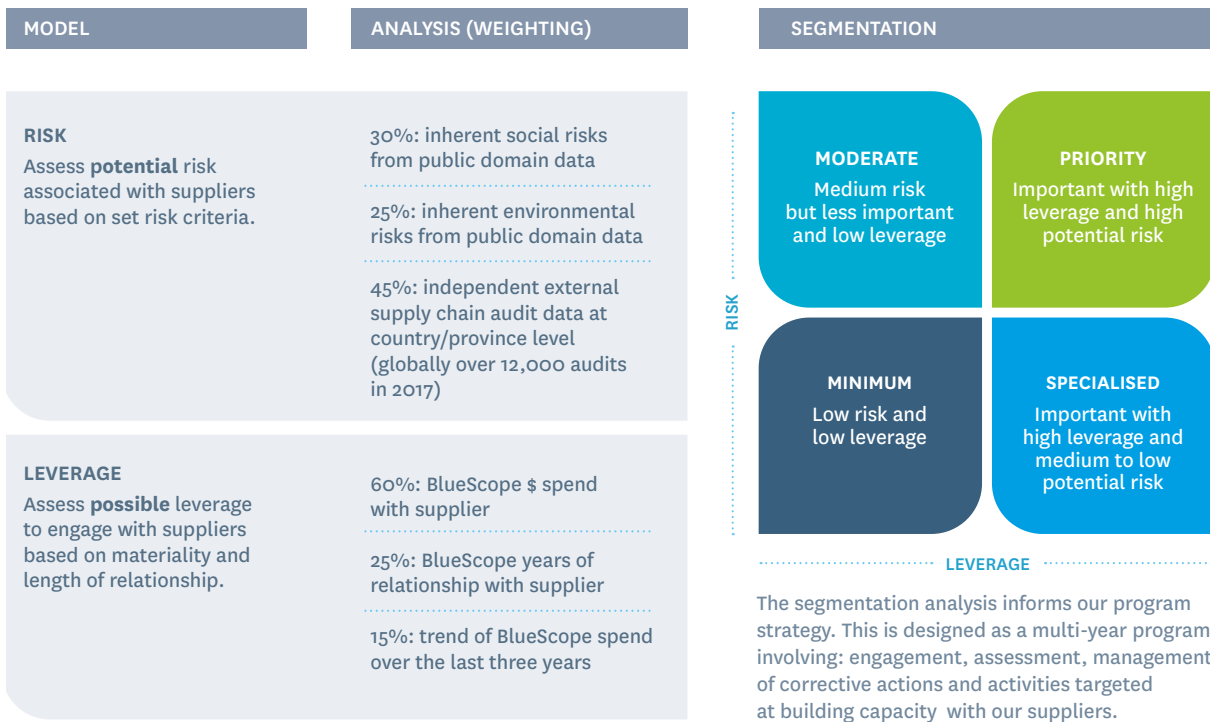 MODEL
ANALYSIS (WEIGHTING)
SEGMENTATION
RISK
Assess potential risk
associated with suppliers
based on set risk criteria.
30%: inherent social risks
from public domain data
25%: inherent environmental
risks from public domain data
45%: independent external
supply chain audit data at
country/province level
(globally over 12,000 audits
in 2017)
LEVERAGE
Assess possible leverage
to engage with suppliers
based on materiality and
length of relationship.
60%: BlueScope $ spend
with supplier
25%: BlueScope years of
relationship with supplier
15%: trend of BlueScope spend
over the last three years
RISK
MODERATE
Medium risk
but less important
and low leverage
PRIORITY
Important with high
leverage and high
potential risk
MINIMUM
Low risk and
low leverage
SPECIALISED
Important with
high leverage and
medium to low
potential risk
LEVERAGE
The segmentation analysis informs our program
strategy. This is designed as a multi-year program
involving: engagement, assessment, management
of corrective actions and activities targeted
at building capacity with our suppliers.